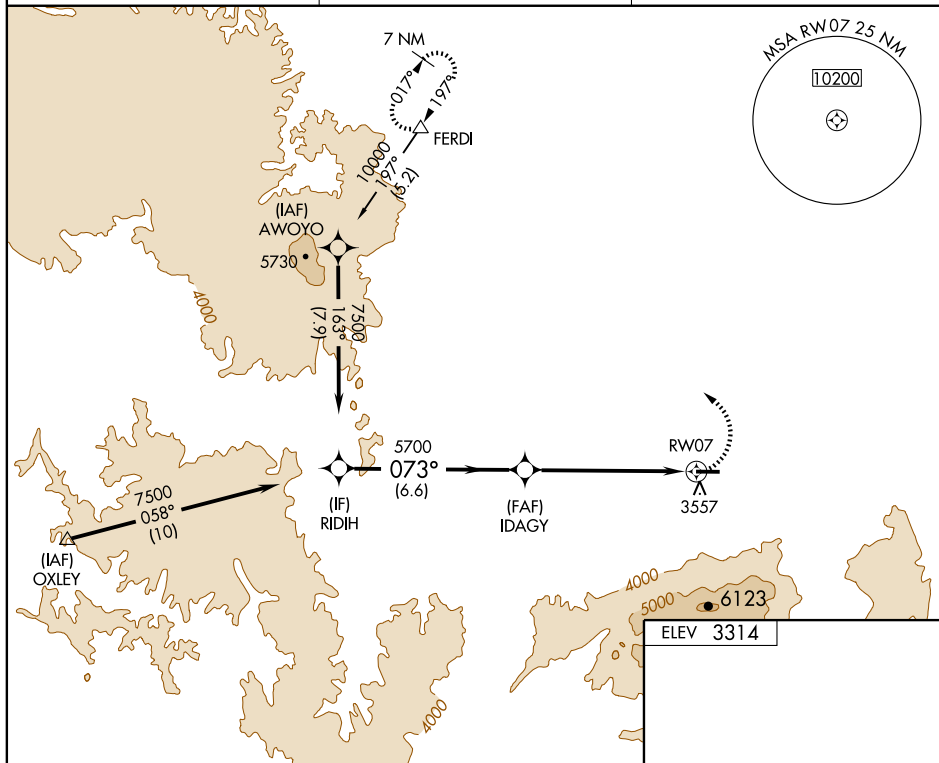 7 NM
017°
197°
FERDI
10000
197°
(5.2)
MSA RW07 25 NM
10200
(IAF)
AWOYO
5730
4000
7500
163°
(7.9)
7500
058°
(10)
(IAF)
OXLEY
(IF)
RIDIH
5700
073°
(6.6)
(FAF)
IDAGY
RW07
3557
4000
5000
6123
4000
ELEV 3314